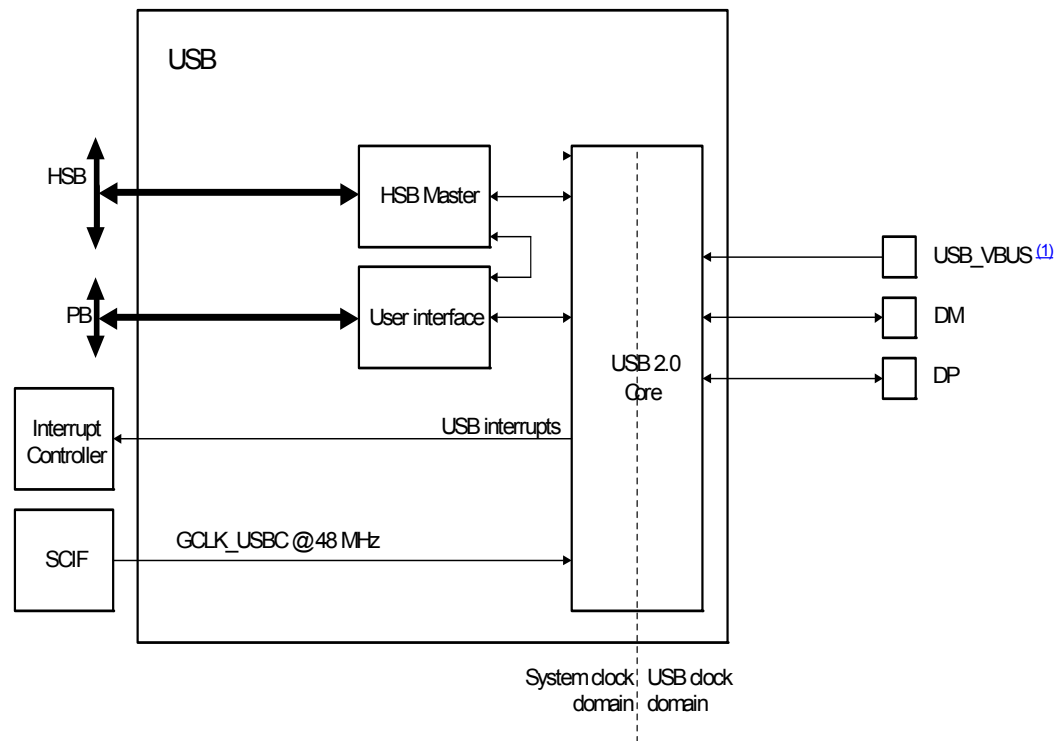 USB
HSB
HSB Master
USB_VBUS (1)
PB
User interface
DM
USB 2.0
Core
DP
Interrupt
Controller
USB interrupts
GCLK_USBC @ 48 MHz
SCIF
System clock
domain
USB clock
domain